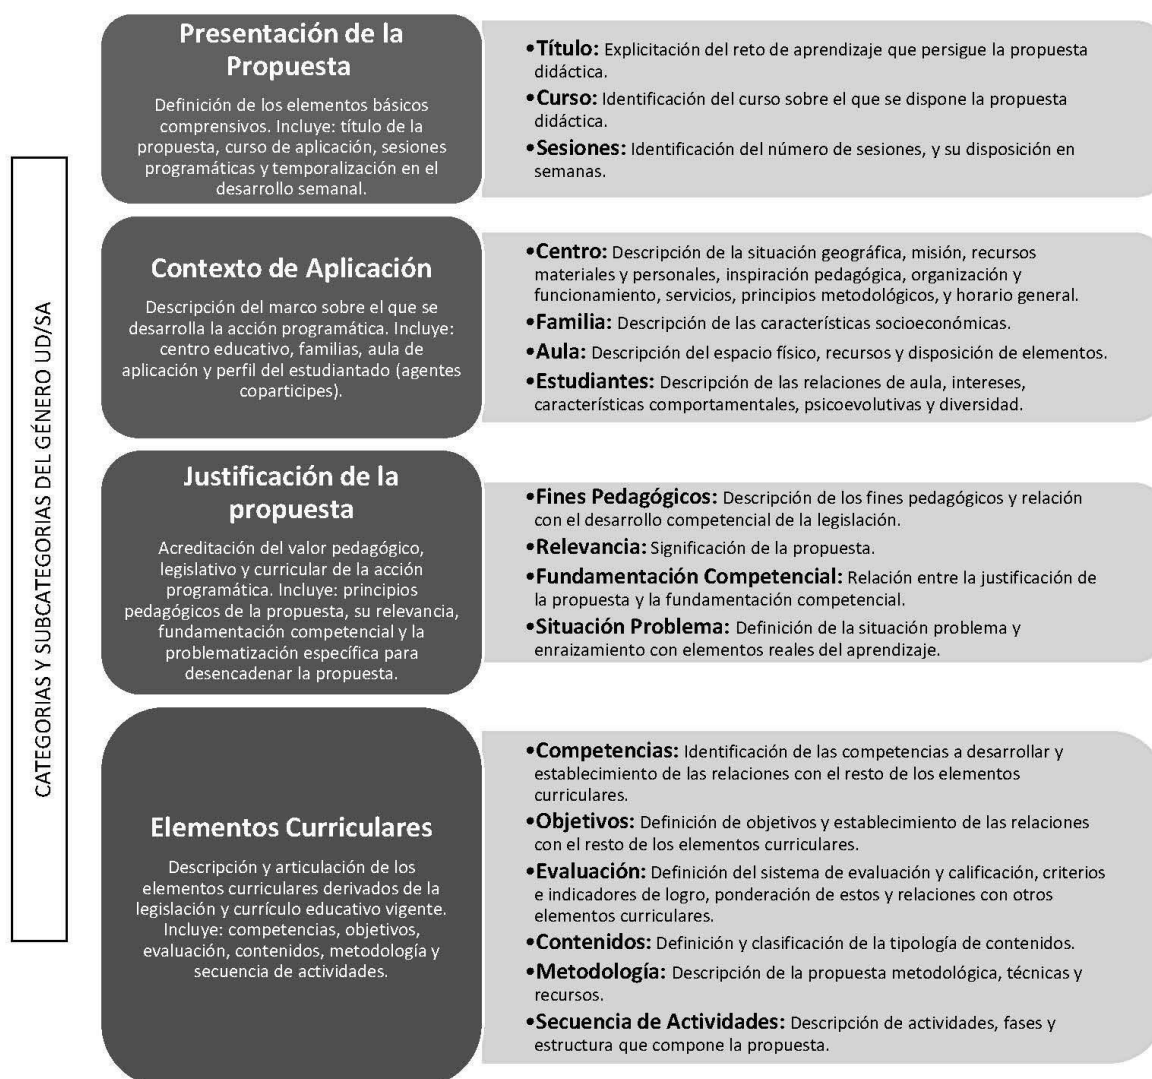 CATEGORIAS Y SUBCATEGORIAS DEL GÉNERO UD/SA
Presentación de la
Propuesta
Definición de los elementos básicos
comprensivos. Incluye: título de la
propuesta, curso de aplicación, sesiones
programáticas y temporalización en el
desarrollo semanal.
•Título: Explicitación del reto de aprendizaje que persigue la propuesta
didáctica.
•Curso: Identificación del curso sobre el que se dispone la propuesta
didáctica.
•Sesiones: Identificación del número de sesiones, y su disposición en
semanas.
Contexto de Aplicación
Descripción del marco sobre el que se
desarrolla la acción programática. Incluye:
centro educativo, familias, aula de
aplicación y perfil del estudiantado (agentes
coparticipes).
•Centro: Descripción de la situación geográfica, misión, recursos
materiales y personales, inspiración pedagógica, organización y
funcionamiento, servicios, principios metodológicos, y horario general.
•Familia: Descripción de las características socioeconómicas.
•Aula: Descripción del espacio físico, recursos y disposición de elementos.
•Estudiantes: Descripción de las relaciones de aula, intereses,
características comportamentales, psicoevolutivas y diversidad.
Justificación de la
propuesta
Acreditación del valor pedagógico,
legislativo y curricular de la acción
programática. Incluye: principios
pedagógicos de la propuesta, su relevancia,
fundamentación competencial y la
problematización específica para
desencadenar la propuesta.
•Fines Pedagógicos: Descripción de los fines pedagógicos y relación
con el desarrollo competencial de la legislación.
•Relevancia: Significación de la propuesta.
•Fundamentación Competencial: Relación entre la justificación de
la propuesta y la fundamentación competencial.
•Situación Problema: Definición de la situación problema y
enraizamiento con elementos reales del aprendizaje.
Elementos Curriculares
Descripción y articulación de los
elementos curriculares derivados de la
legislación y currículo educativo vigente.
Incluye: competencias, objetivos,
evaluación, contenidos, metodología y
secuencia de actividades.
•Competencias: Identificación de las competencias a desarrollar y
establecimiento de las relaciones con el resto de los elementos
curriculares.
•Objetivos: Definición de objetivos y establecimiento de las relaciones
con el resto de los elementos curriculares.
•Evaluación: Definición del sistema de evaluación y calificación, criterios
e indicadores de logro, ponderación de estos y relaciones con otros
elementos curriculares.
•Contenidos: Definición y clasificación de la tipología de contenidos.
•Metodología: Descripción de la propuesta metodológica, técnicas y
recursos.
•Secuencia de Actividades: Descripción de actividades, fases y
estructura que compone la propuesta.